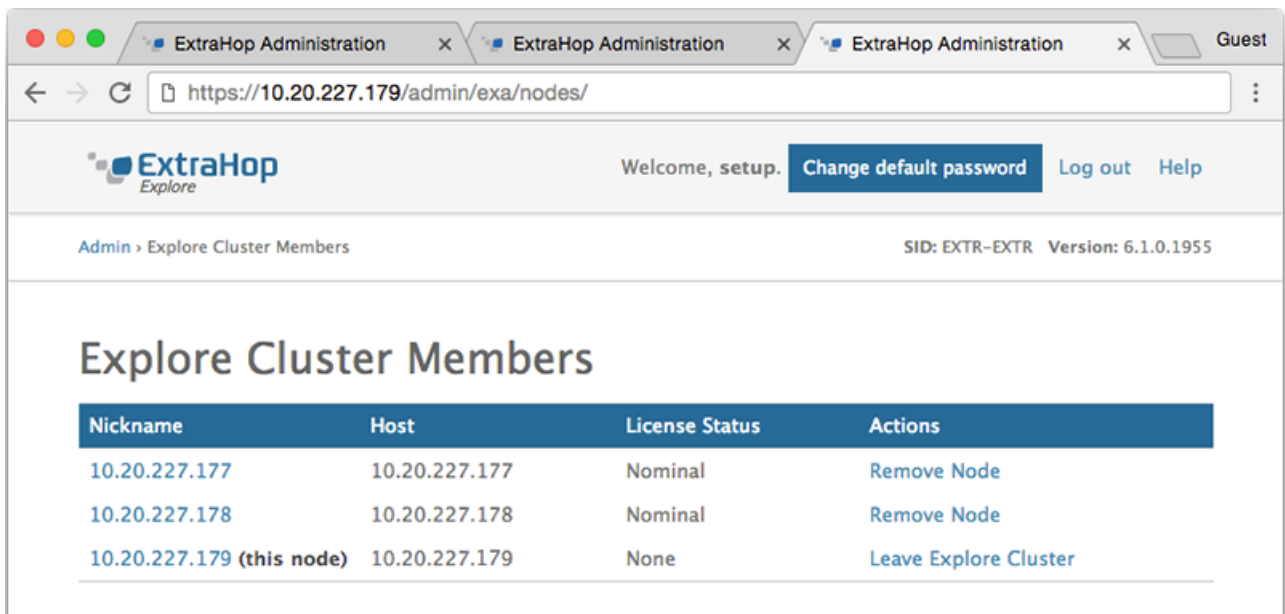 ExtraHop Administration × ExtraHop Administration × ExtraHop Administration × Guest
https://10.20.227.179/admin/exa/nodes/
ExtraHop Welcome, setup. Change default password Log out Help
Explore
Admin › Explore Cluster Members SID: EXTR-EXTR Version: 6.1.0.1955
Explore Cluster Members
Nickname Host License Status Actions
10.20.227.177 10.20.227.177 Nominal Remove Node
10.20.227.178 10.20.227.178 Nominal Remove Node
10.20.227.179 (this node) 10.20.227.179 None Leave Explore Cluster